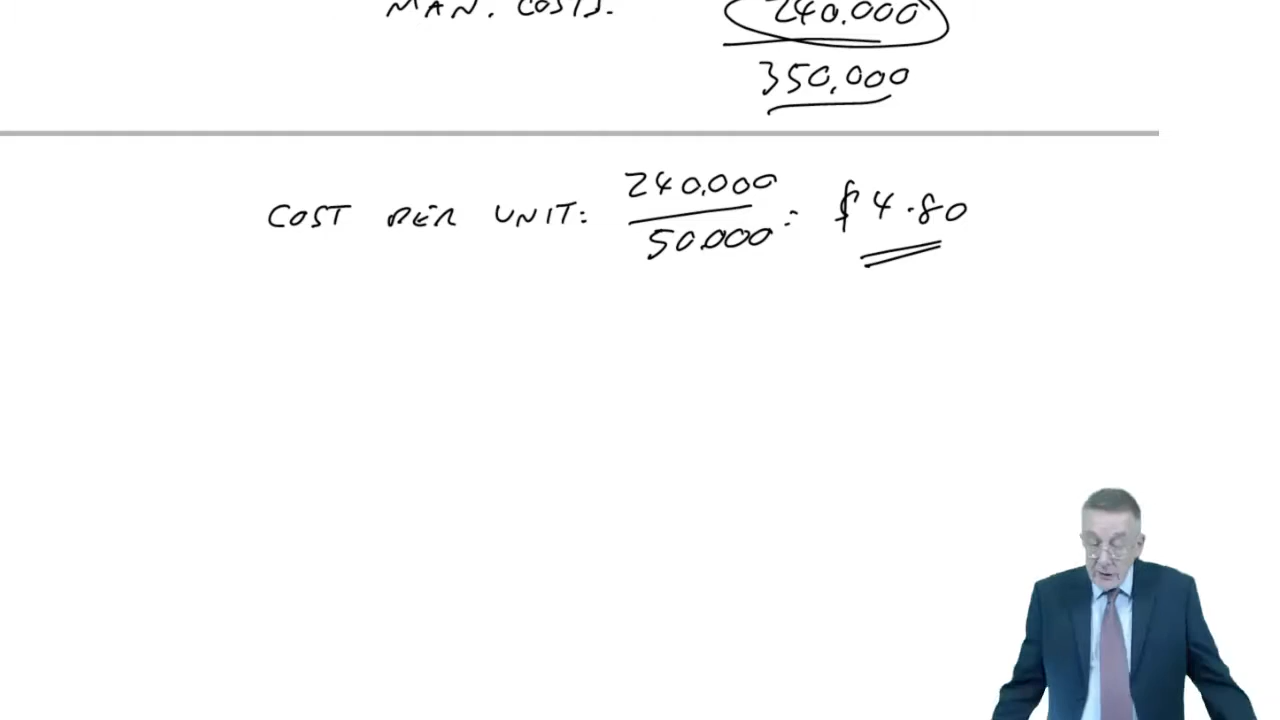 MAN. COSTS. 240.000
350,000
COST PER UNIT: 240.000 / 50.000 = $4.80